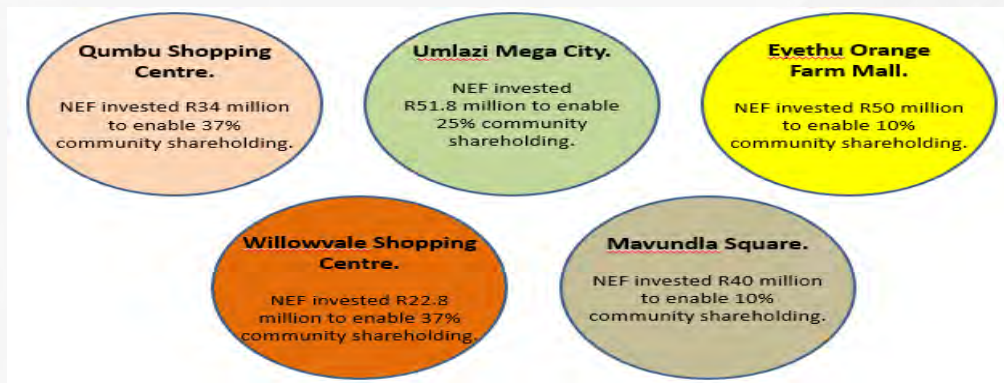 Qumbu Shopping
Centre.
NEF invested R34 million
to enable 37%
community shareholding.
Umlazi Mega City.
NEF invested
R51.8 million to enable
25% community
shareholding.
Eyethu Orange
Farm Mall.
NEF invested R50 million
to enable 10%
community shareholding.
Willowvale Shopping
Centre.
NEF invested R22.8
million to enable 37%
community shareholding.
Mavundla Square.
NEF invested R40 million
to enable 10%
community shareholding.